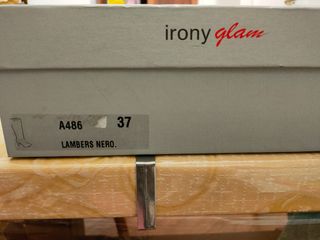 irony glam
A486 37
LAMBERS NERO.